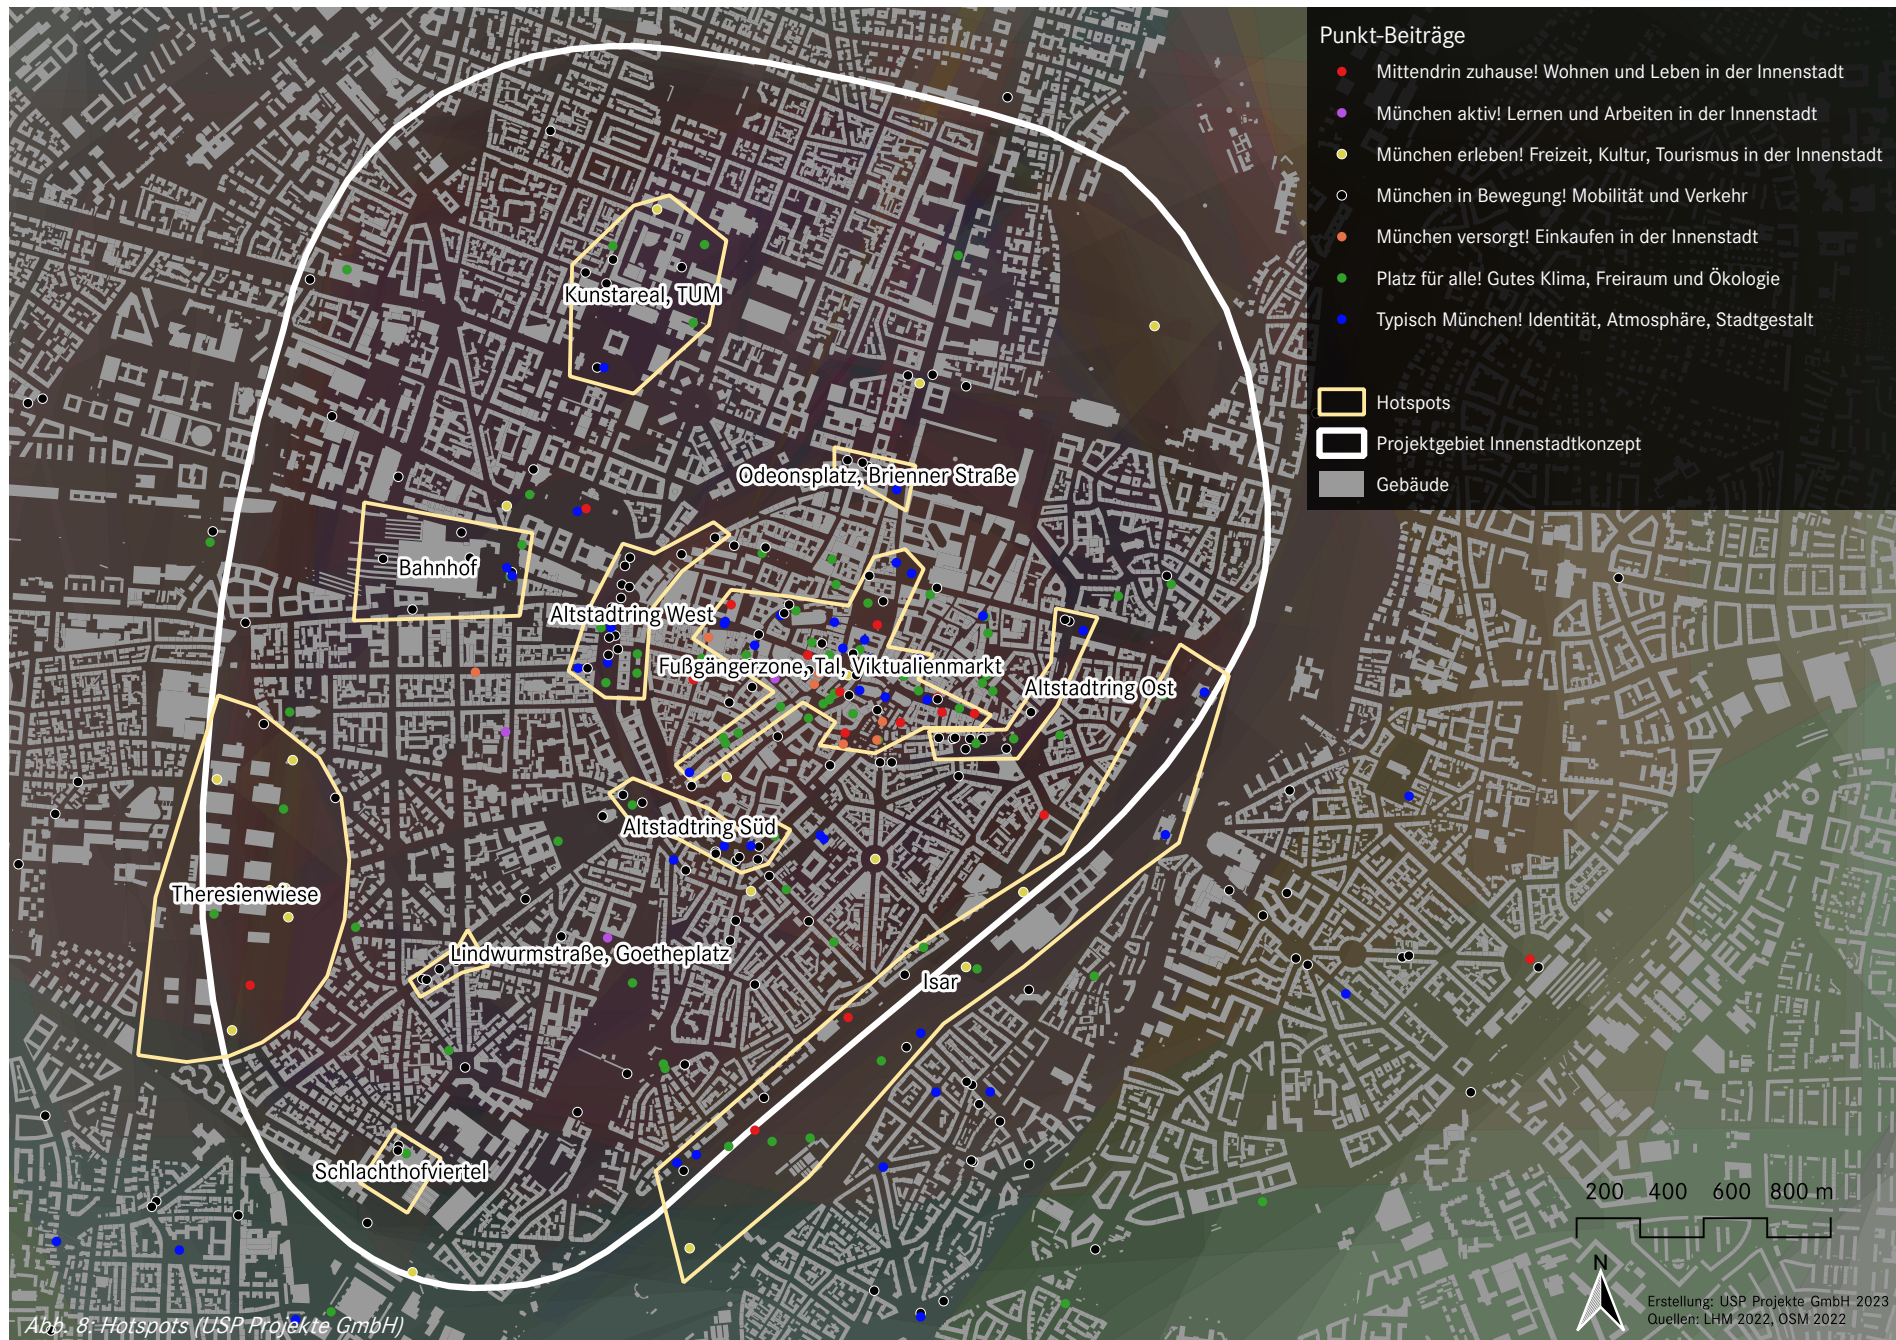 Punkt-Beiträge
Mittendrin zuhause! Wohnen und Leben in der Innenstadt
München aktiv! Lernen und Arbeiten in der Innenstadt
München erleben! Freizeit, Kultur, Tourismus in der Innenstadt
München in Bewegung! Mobilität und Verkehr
München versorgt! Einkaufen in der Innenstadt
Platz für alle! Gutes Klima, Freiraum und Ökologie
Typisch München! Identität, Atmosphäre, Stadtgestalt
Hotspots
Projektgebiet Innenstadtkonzept
Gebäude
Kunstareal, TUM
Odeonsplatz, Brienner Straße
Bahnhof
Altstadtring West
Fußgängerzone, Tal, Viktualienmarkt
Altstadtring Ost
Altstadtring Süd
Theresienwiese
Lindwurmstraße, Goetheplatz
Isar
Schlachthofviertel
200 400 600 800 m
N
Erstellung: USP Projekte GmbH 2023
Quellen: LHM 2022, OSM 2022
Abb. 8: Hotspots (USP Projekte GmbH)